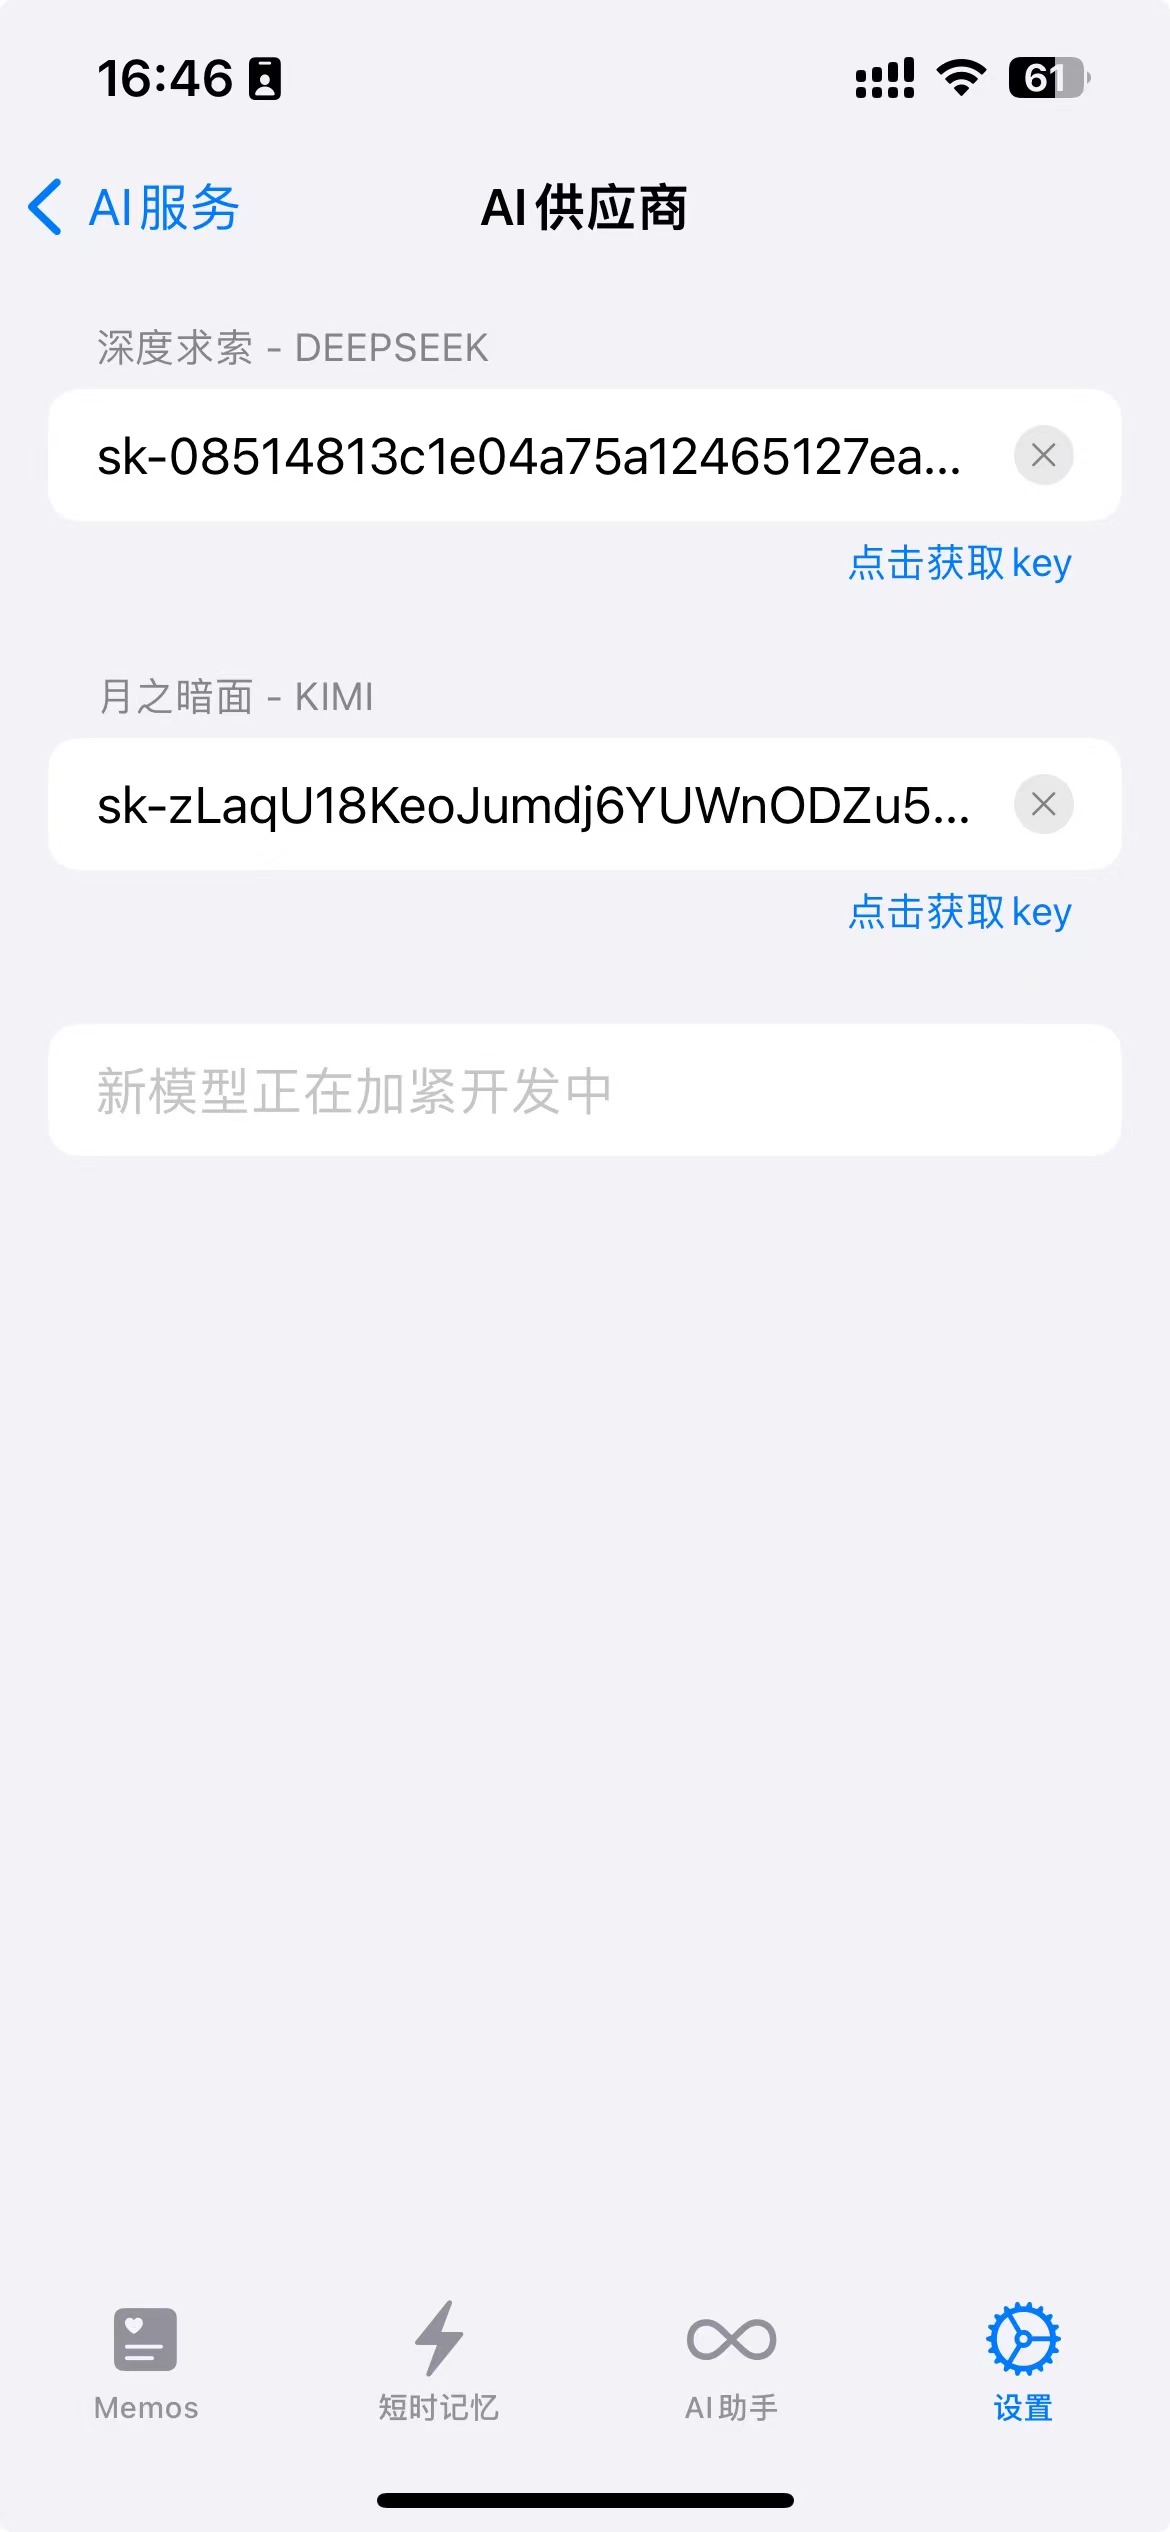 16:46
61
AI服务
AI供应商
深度求索 - DEEPSEEK
sk-08514813c1e04a75a12465127ea...
点击获取key
月之暗面 - KIMI
sk-zLaqU18KeoJumdj6YUWnODZu5...
点击获取key
新模型正在加紧开发中
Memos
短时记忆
AI助手
设置